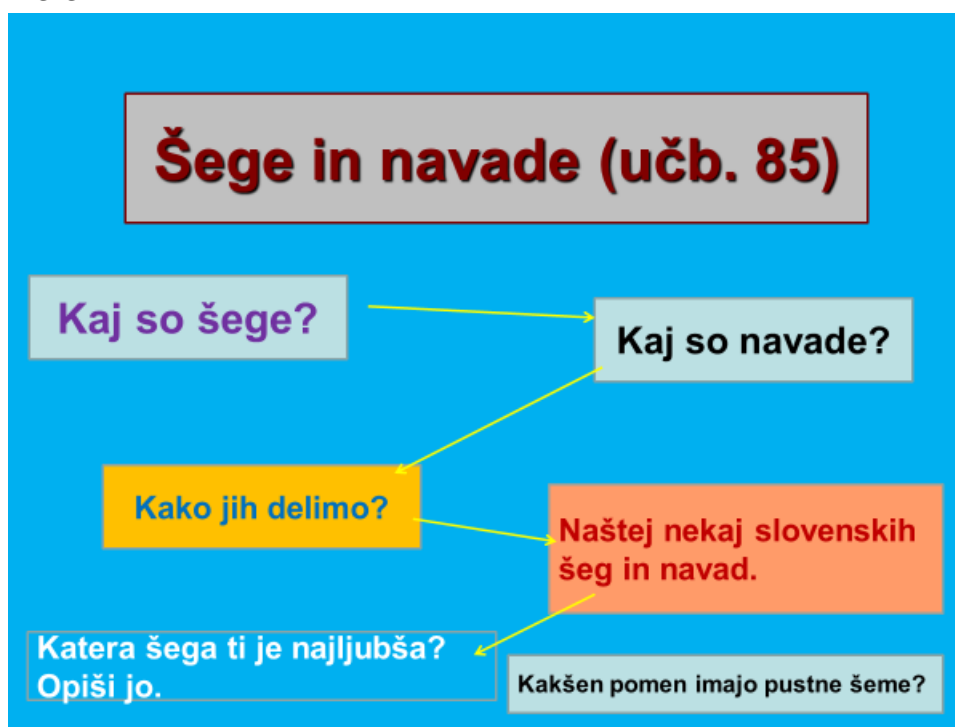 Šege in navade (učb. 85)
Kaj so šege?
Kaj so navade?
Kako jih delimo?
Naštej nekaj slovenskih
šeg in navad.
Katera šega ti je najljubša?
Opiši jo.
Kakšen pomen imajo pustne šeme?